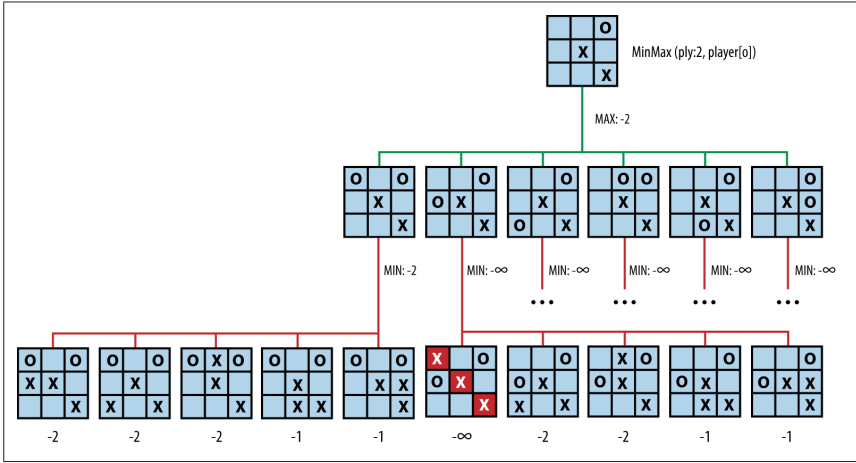 O
X MinMax (ply:2, player[o])
X
MAX: -2
O O O O O O O O
X O X X X X X O
X X O X X O X X
MIN: -2 MIN: -∞ MIN: -∞ MIN: -∞ MIN: -∞ MIN: -∞
... ... ... ...
O O O O O X O O O O O X O O X O O O
X X X X X X X O X O X O X O X O X X
X X X X X X X X X X X X X X
-2 -2 -2 -1 -1 -∞ -2 -2 -1 -1